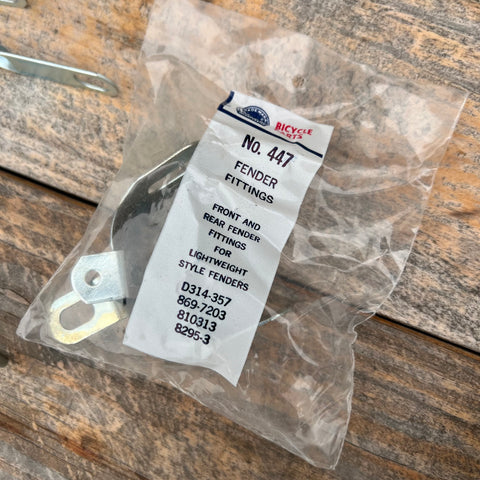 BICYCLE
PARTS
No. 447
FENDER
FITTINGS
FRONT AND
REAR FENDER
FITTINGS
FOR
LIGHTWEIGHT
STYLE FENDERS
D314-357
869-7203
810313
8295-3